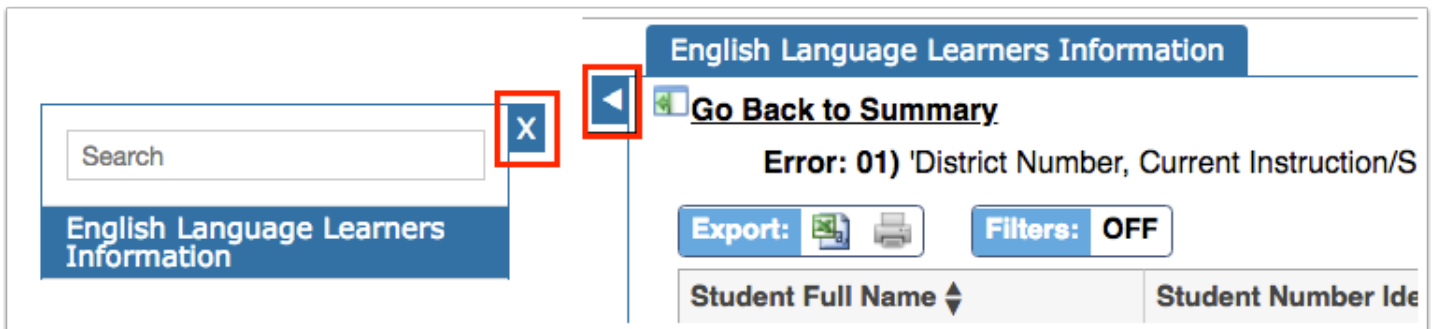 Search
X
English Language Learners
Information
English Language Learners Information
Go Back to Summary
Error: 01) 'District Number, Current Instruction/S
Export:
Filters: OFF
Student Full Name
Student Number Ide